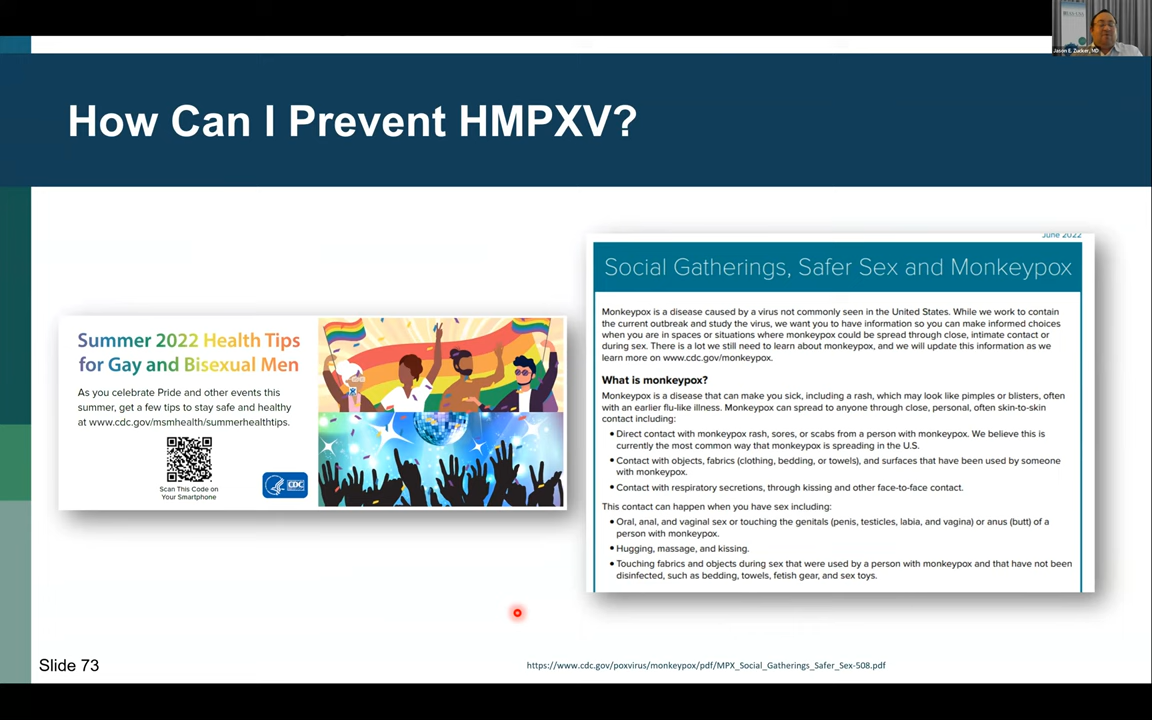 Jason E. Zucker, MD
How Can I Prevent HMPXV?
Summer 2022 Health Tips
for Gay and Bisexual Men
As you celebrate Pride and other events this
summer, get a few tips to stay safe and healthy
at www.cdc.gov/msmhealth/summerhealthtips.
Scan This Code on
Your Smartphone
CDC
June 2022
Social Gatherings, Safer Sex and Monkeypox
Monkeypox is a disease caused by a virus not commonly seen in the United States. While we work to contain
the current outbreak and study the virus, we want you to have information so you can make informed choices
when you are in spaces or situations where monkeypox could be spread through close, intimate contact or
during sex. There is a lot we still need to learn about monkeypox, and we will update this information as we
learn more on www.cdc.gov/monkeypox.
What is monkeypox?
Monkeypox is a disease that can make you sick, including a rash, which may look like pimples or blisters, often
with an earlier flu-like illness. Monkeypox can spread to anyone through close, personal, often skin-to-skin
contact including:
• Direct contact with monkeypox rash, sores, or scabs from a person with monkeypox. We believe this is
currently the most common way that monkeypox is spreading in the U.S.
• Contact with objects, fabrics (clothing, bedding, or towels), and surfaces that have been used by someone
with monkeypox.
• Contact with respiratory secretions, through kissing and other face-to-face contact.
This contact can happen when you have sex including:
• Oral, anal, and vaginal sex or touching the genitals (penis, testicles, labia, and vagina) or anus (butt) of a
person with monkeypox.
• Hugging, massage, and kissing.
• Touching fabrics and objects during sex that were used by a person with monkeypox and that have not been
disinfected, such as bedding, towels, fetish gear, and sex toys.
Slide 73
https://www.cdc.gov/poxvirus/monkeypox/pdf/MPX_Social_Gatherings_Safer_Sex-508.pdf